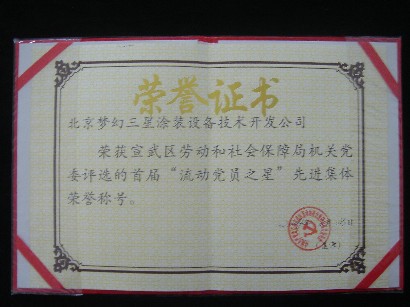 荣誉证书
北京梦幻三星涂装设备技术开发公司
荣获宣武区劳动和社会保障局机关党
委评选的首届“流动党员之星”先进集体
荣誉称号。